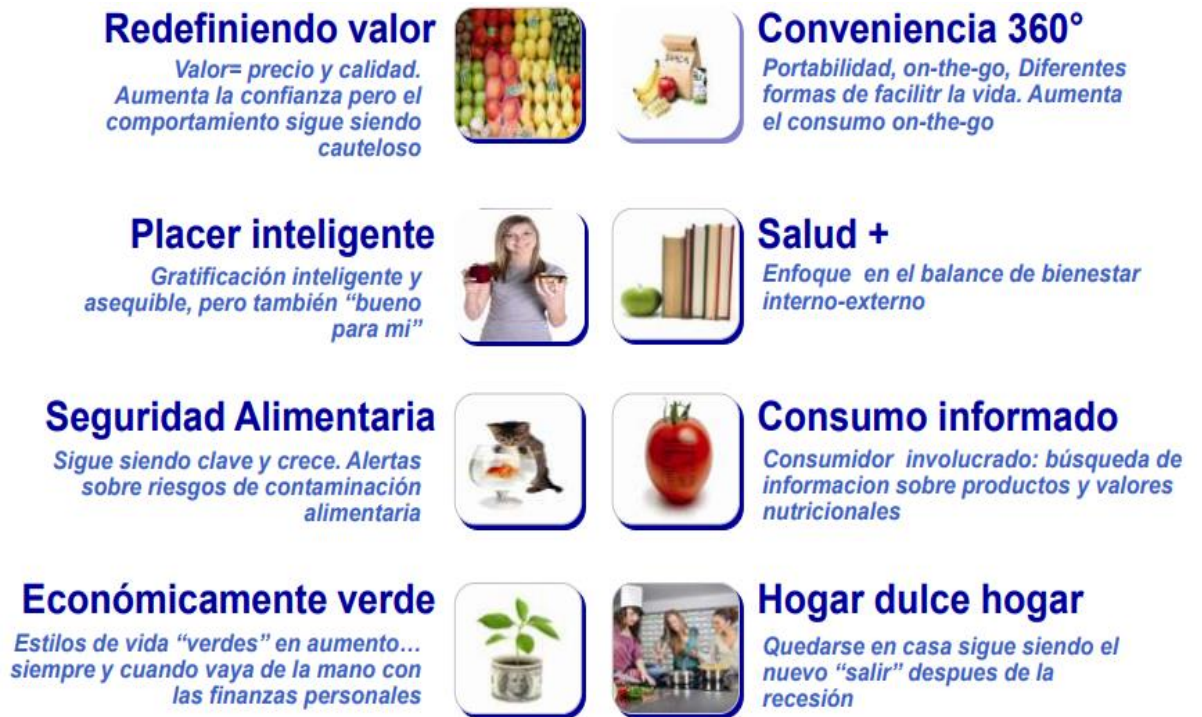 Redefiniendo valor
Valor= precio y calidad.
Aumenta la confianza pero el
comportamiento sigue siendo
cauteloso
Conveniencia 360°
Portabilidad, on-the-go, Diferentes
formas de facilitr la vida. Aumenta
el consumo on-the-go
Placer inteligente
Gratificación inteligente y
asequible, pero también “bueno
para mi”
Salud +
Enfoque en el balance de bienestar
interno-externo
Seguridad Alimentaria
Sigue siendo clave y crece. Alertas
sobre riesgos de contaminación
alimentaria
Consumo informado
Consumidor involucrado: búsqueda de
informacion sobre productos y valores
nutricionales
Económicamente verde
Estilos de vida “verdes” en aumento…
siempre y cuando vaya de la mano con
las finanzas personales
Hogar dulce hogar
Quedarse en casa sigue siendo el
nuevo “salir” despues de la
recesión